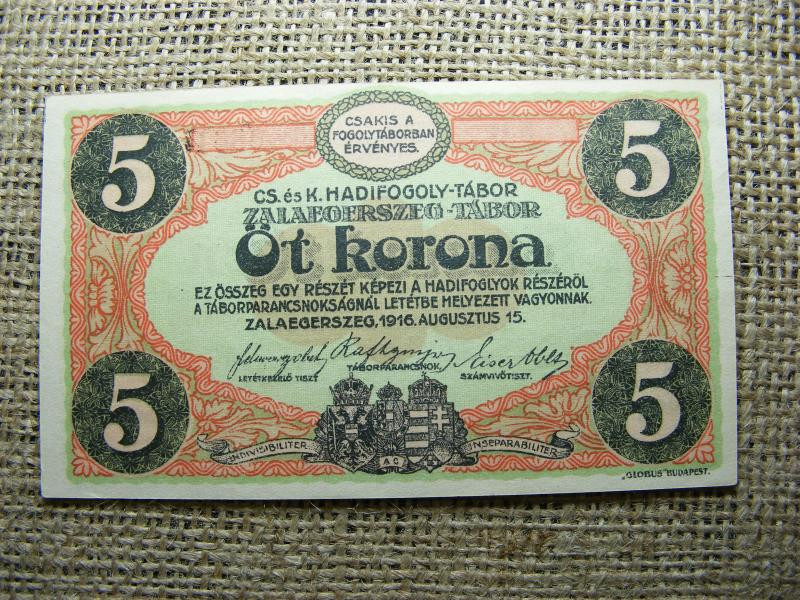 CSAKIS A
FOGOLYTÁBORBAN
ÉRVÉNYES.
5 5
CS. és K. HADIFOGOLY-TÁBOR
ZALAEGERSZEG-TÁBOR
Öt korona
EZ ÖSSZEG EGY RÉSZÉT KÉPEZI A HADIFOGLYOK RÉSZÉRŐL
A TÁBORPARANCSNOKSÁGNÁL LETÉTBE HELYEZETT VAGYONNAK.
ZALAEGERSZEG, 1916. AUGUSZTUS 15.
LETÉTKEZELŐ TISZT TÁBORPARANCSNOK. SZÁMVIVŐTISZT.
5 5
INDIVISIBILITER AC INSEPARABILITER
„GLOBUS" BUDAPEST.